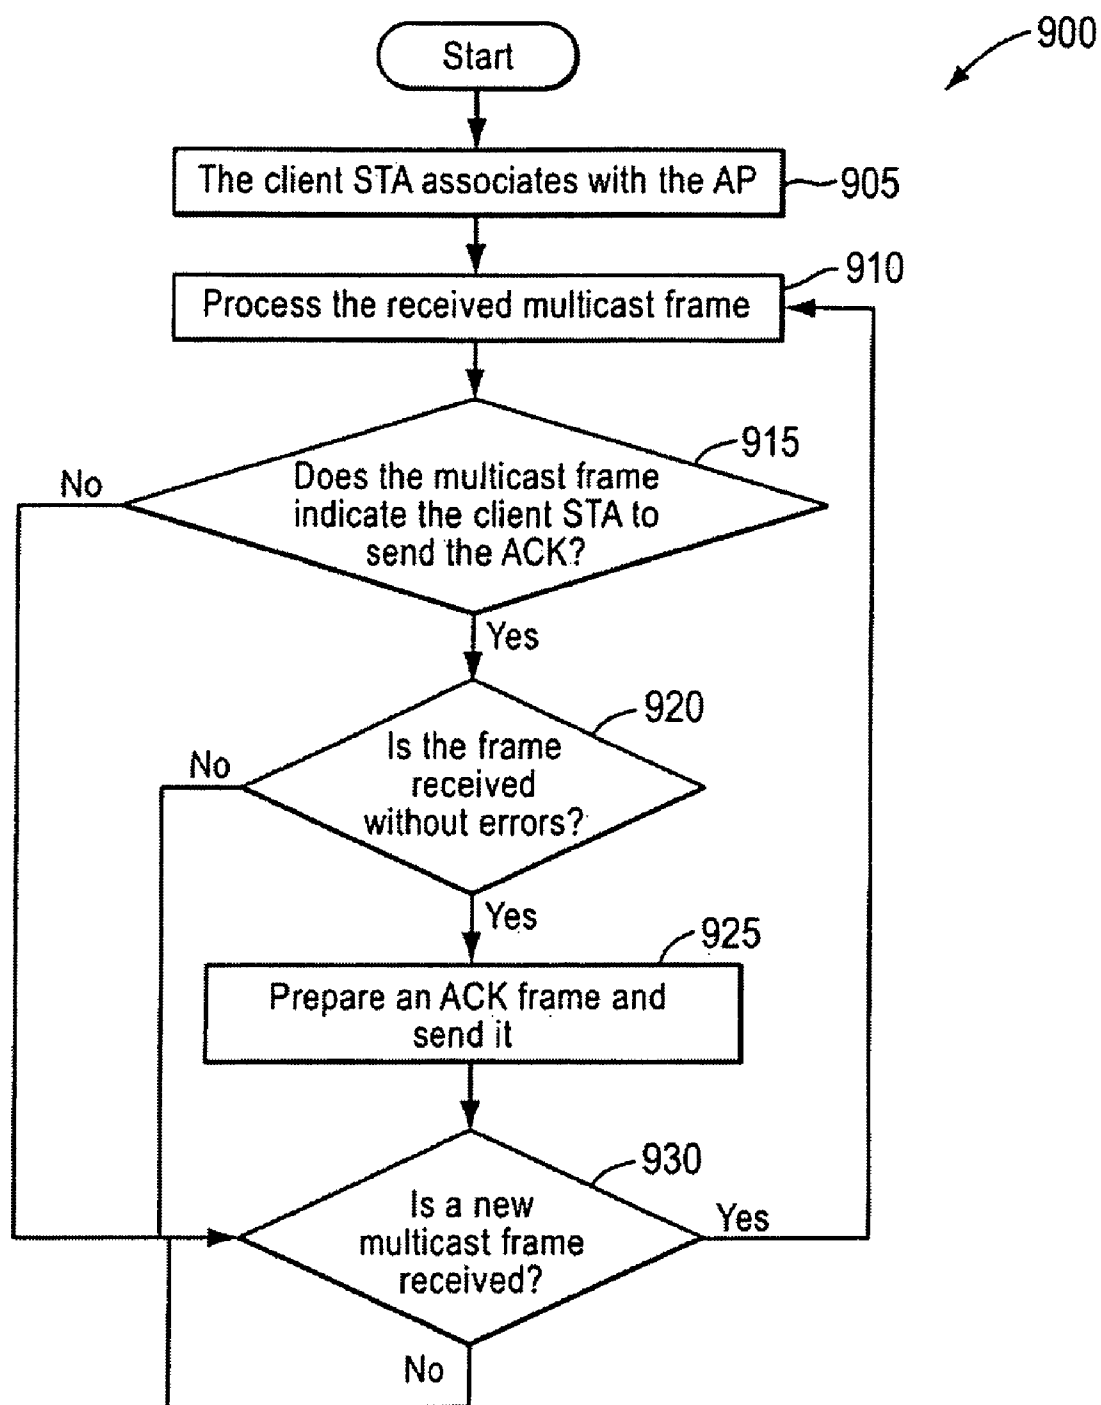 Start
900
The client STA associates with the AP
905
910
Process the received multicast frame
915
No
Does the multicast frame
indicate the client STA to
send the ACK?
Yes
920
No
Is the frame
received
without errors?
Yes
925
Prepare an ACK frame and
send it
930
Is a new
multicast frame
received?
Yes
No